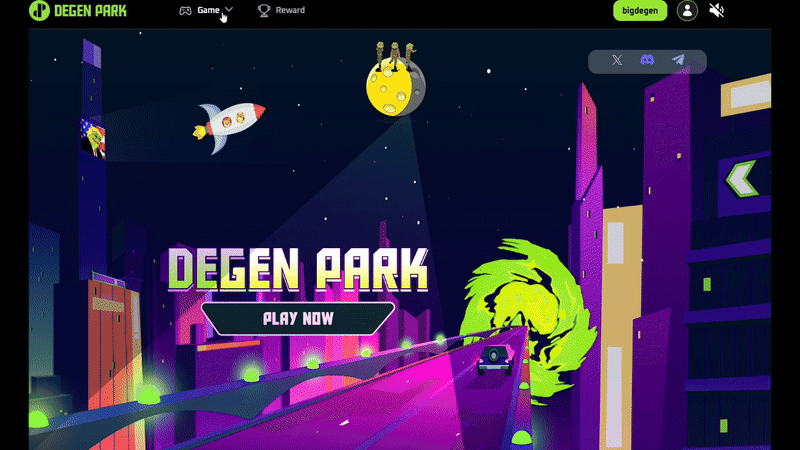 DEGEN PARK
Game
Reward
bigdegen
DEGEN PARK
PLAY NOW